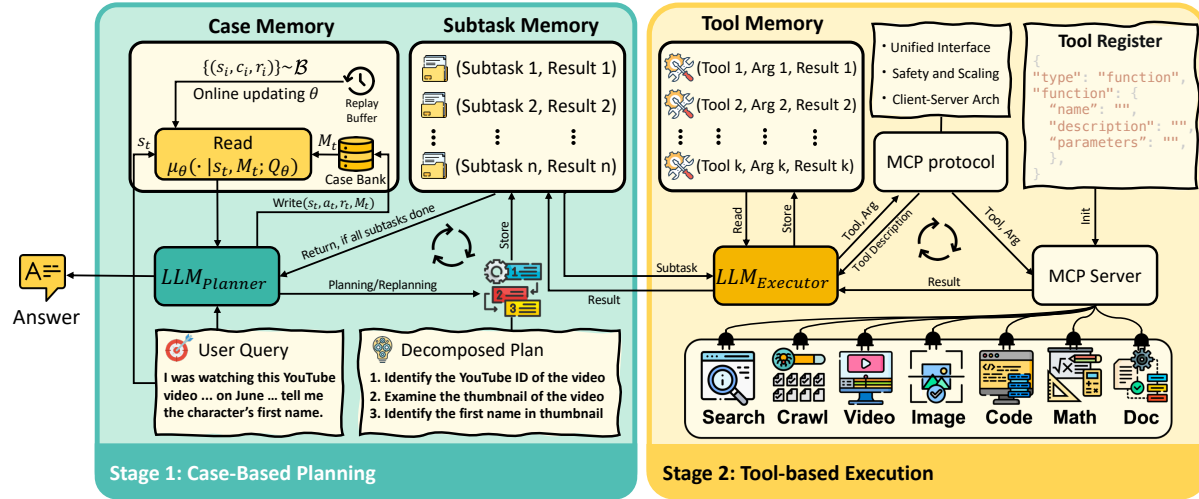 Case Memory
{(s_i, c_i, r_i)}~ℬ
Online updating θ
Replay
Buffer
s_t
M_t
Read
μ_θ(· |s_t, M_t; Q_θ)
Case Bank
Write(s_t, a_t, r_t, M_t)
Subtask Memory
(Subtask 1, Result 1)
(Subtask 2, Result 2)
⋮ ⋮ ⋮
(Subtask n, Result n)
Return, if all subtasks done
Store
LLM_Planner
Planning/Replanning
1
2
3
A
Answer
User Query
I was watching this YouTube
video ... on June ... tell me
the character's first name.
Decomposed Plan
1. Identify the YouTube ID of the video
2. Examine the thumbnail of the video
3. Identify the first name in thumbnail
Stage 1: Case-Based Planning
Subtask
Result
Tool Memory
(Tool 1, Arg 1, Result 1)
(Tool 2, Arg 2, Result 2)
⋮ ⋮ ⋮ ⋮
(Tool k, Arg k, Result k)
Read
Store
LLM_Executor
• Unified Interface
• Safety and Scaling
• Client-Server Arch
MCP protocol
Tool, Arg
Tool Description
Tool, Arg
Result
Tool Register
{
"type": "function",
"function": {
“name”: "",
"description": "",
“parameters”: "",
},
}
Init
MCP Server
Search
Crawl
Video
Image
Code
Math
Doc
Stage 2: Tool-based Execution